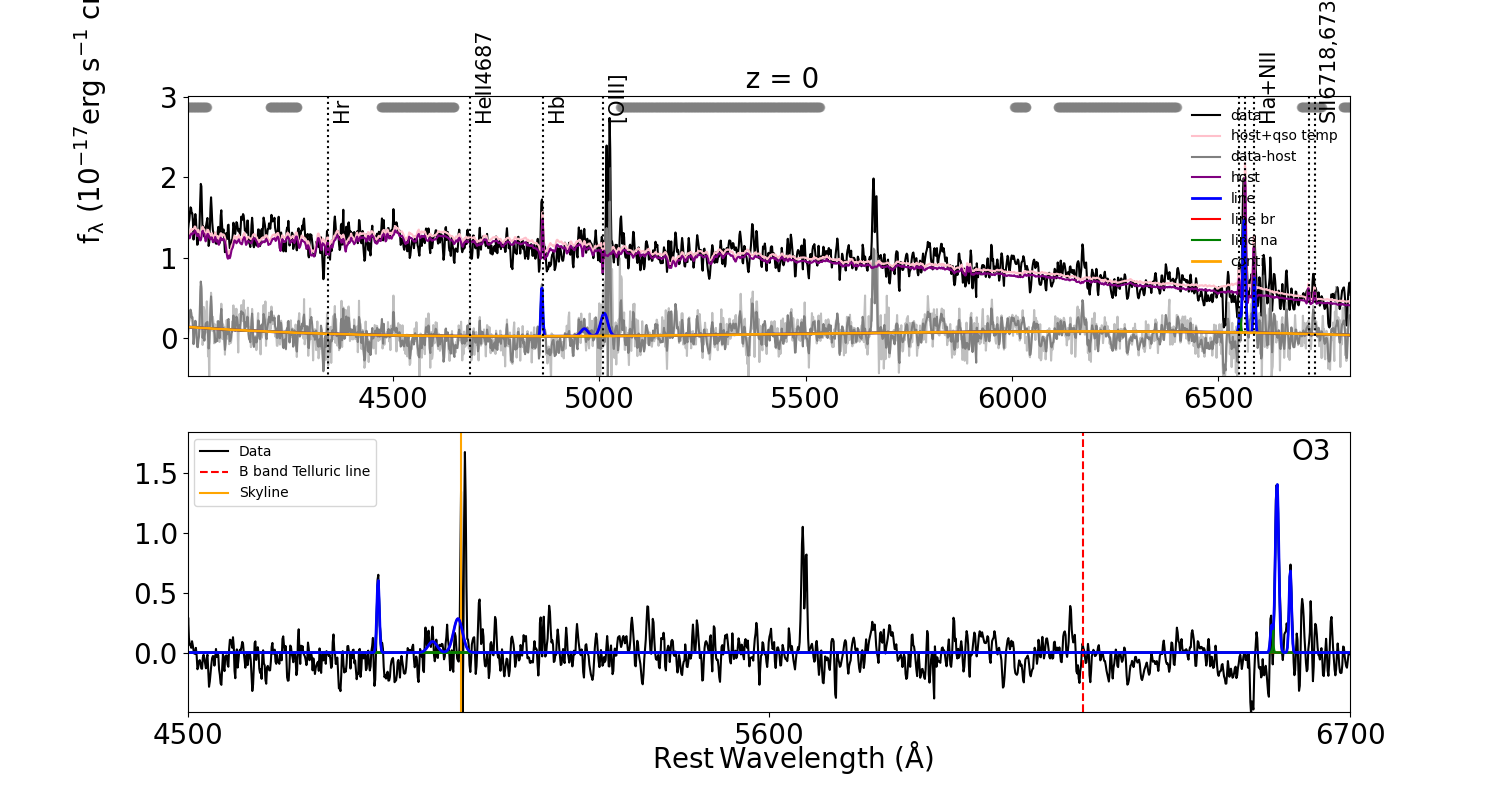 z = 0
f_λ (10⁻¹⁷erg s⁻¹
Hr
HeII4687
Hb
[OIII]
Ha+NII
SII6718,673
data
host+qso temp
data-host
host
line
line br
line na
cont
3
2
1
0
4500
5000
5500
6000
6500
O3
Data
B band Telluric line
Skyline
1.5
1.0
0.5
0.0
4500
5600
6700
Rest Wavelength (Å)